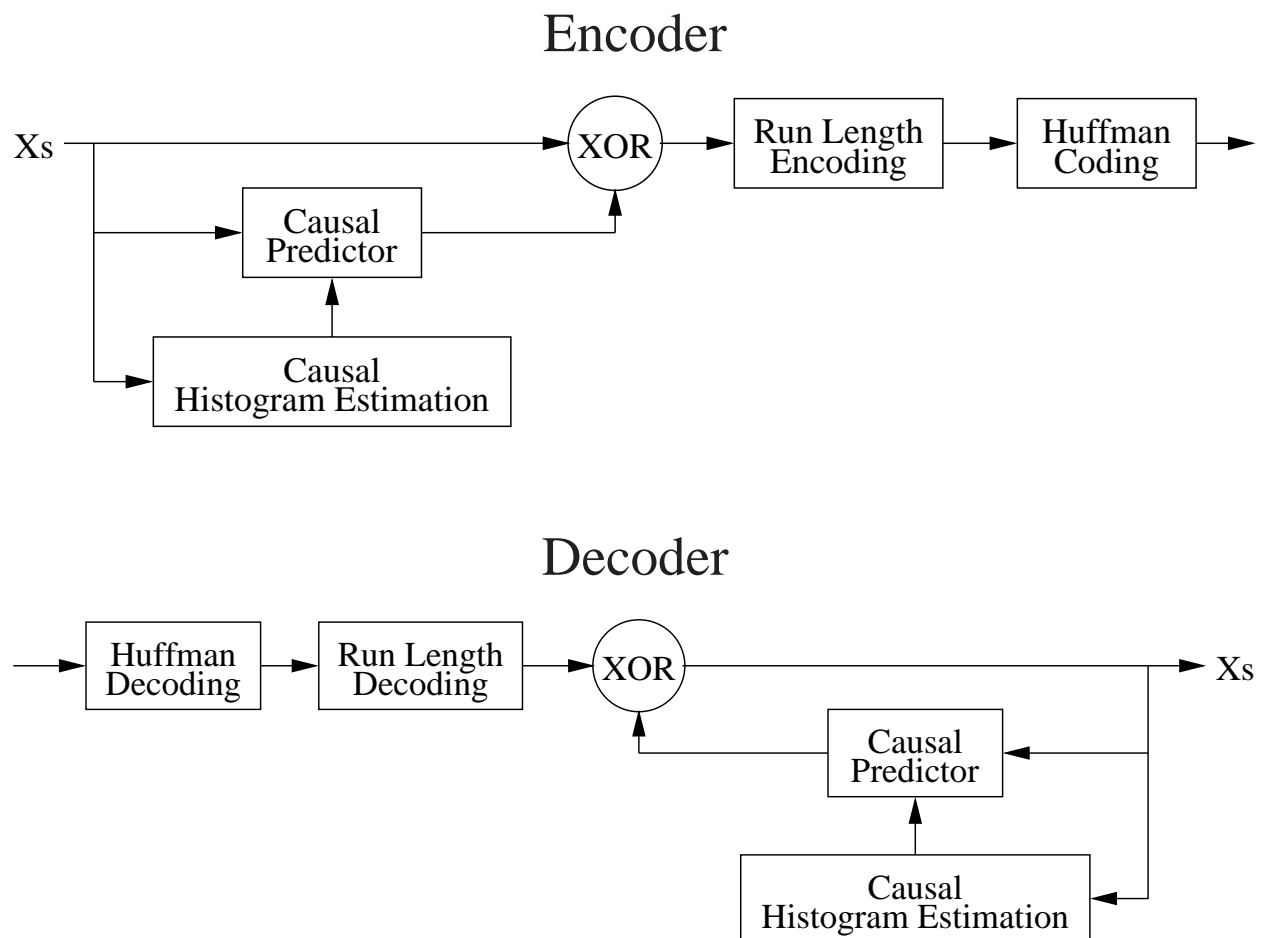 Encoder
Xs
XOR
Run Length
Encoding
Huffman
Coding
Causal
Predictor
Causal
Histogram Estimation
Decoder
Huffman
Decoding
Run Length
Decoding
XOR
Xs
Causal
Predictor
Causal
Histogram Estimation